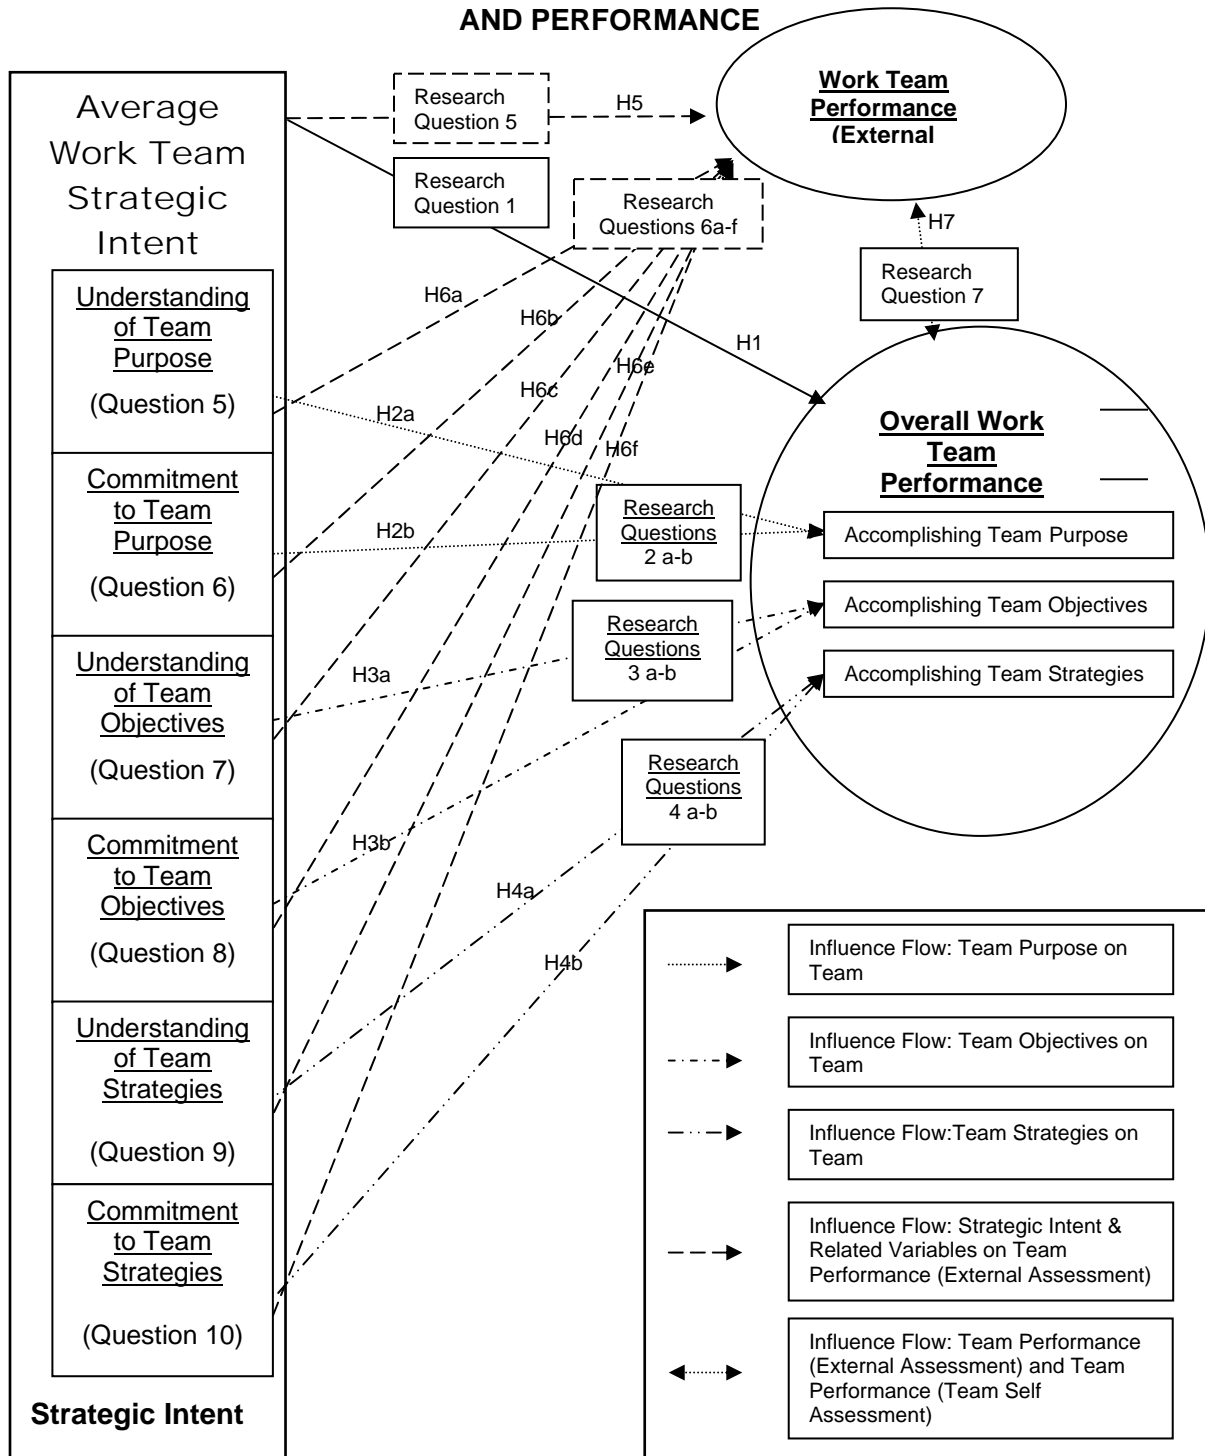 AND PERFORMANCE
Average
Work Team
Strategic
Intent
Understanding
of Team
Purpose
(Question 5)
Commitment
to Team
Purpose
(Question 6)
Understanding
of Team
Objectives
(Question 7)
Commitment
to Team
Objectives
(Question 8)
Understanding
of Team
Strategies
(Question 9)
Commitment
to Team
Strategies
(Question 10)
Strategic Intent
Research
Question 5
H5
Research
Question 1
Research
Questions 6a-f
H6a
H6b
H6c
H6d
H6e
H6f
H1
H2a
H2b
H3a
H3b
H4a
H4b
Research
Questions
2 a-b
Research
Questions
3 a-b
Research
Questions
4 a-b
Work Team
Performance
(External
H7
Research
Question 7
Overall Work
Team
Performance
Accomplishing Team Purpose
Accomplishing Team Objectives
Accomplishing Team Strategies
Influence Flow: Team Purpose on
Team
Influence Flow: Team Objectives on
Team
Influence Flow:Team Strategies on
Team
Influence Flow: Strategic Intent &
Related Variables on Team
Performance (External Assessment)
Influence Flow: Team Performance
(External Assessment) and Team
Performance (Team Self
Assessment)